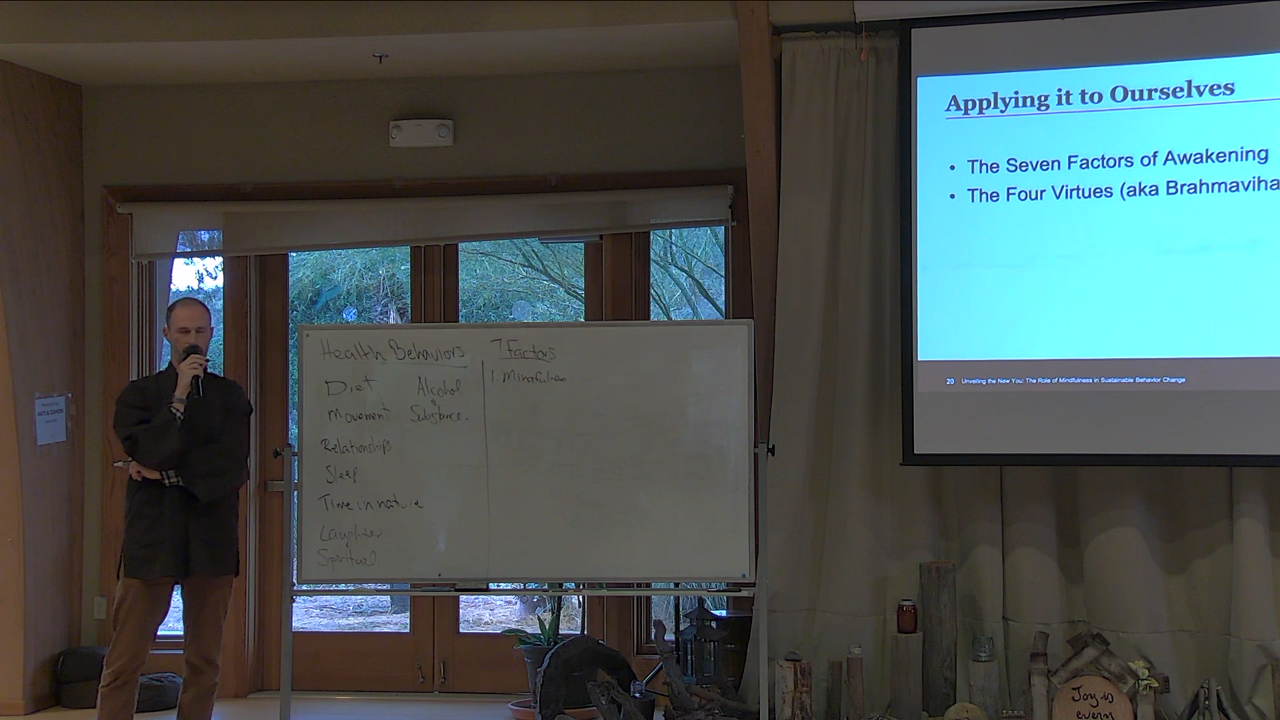 Applying it to Ourselves
• The Seven Factors of Awakening
• The Four Virtues (aka Brahmaviha
20 Unveiling the New You: The Role of Mindfulness in Sustainable Behavior Change
Health Behaviors
Diet Alcohol
Movement Substance.
Relationships
Sleep
Time in nature
Laughter
Spiritual
7 Factors
1. Mindfulness
Joy is
every